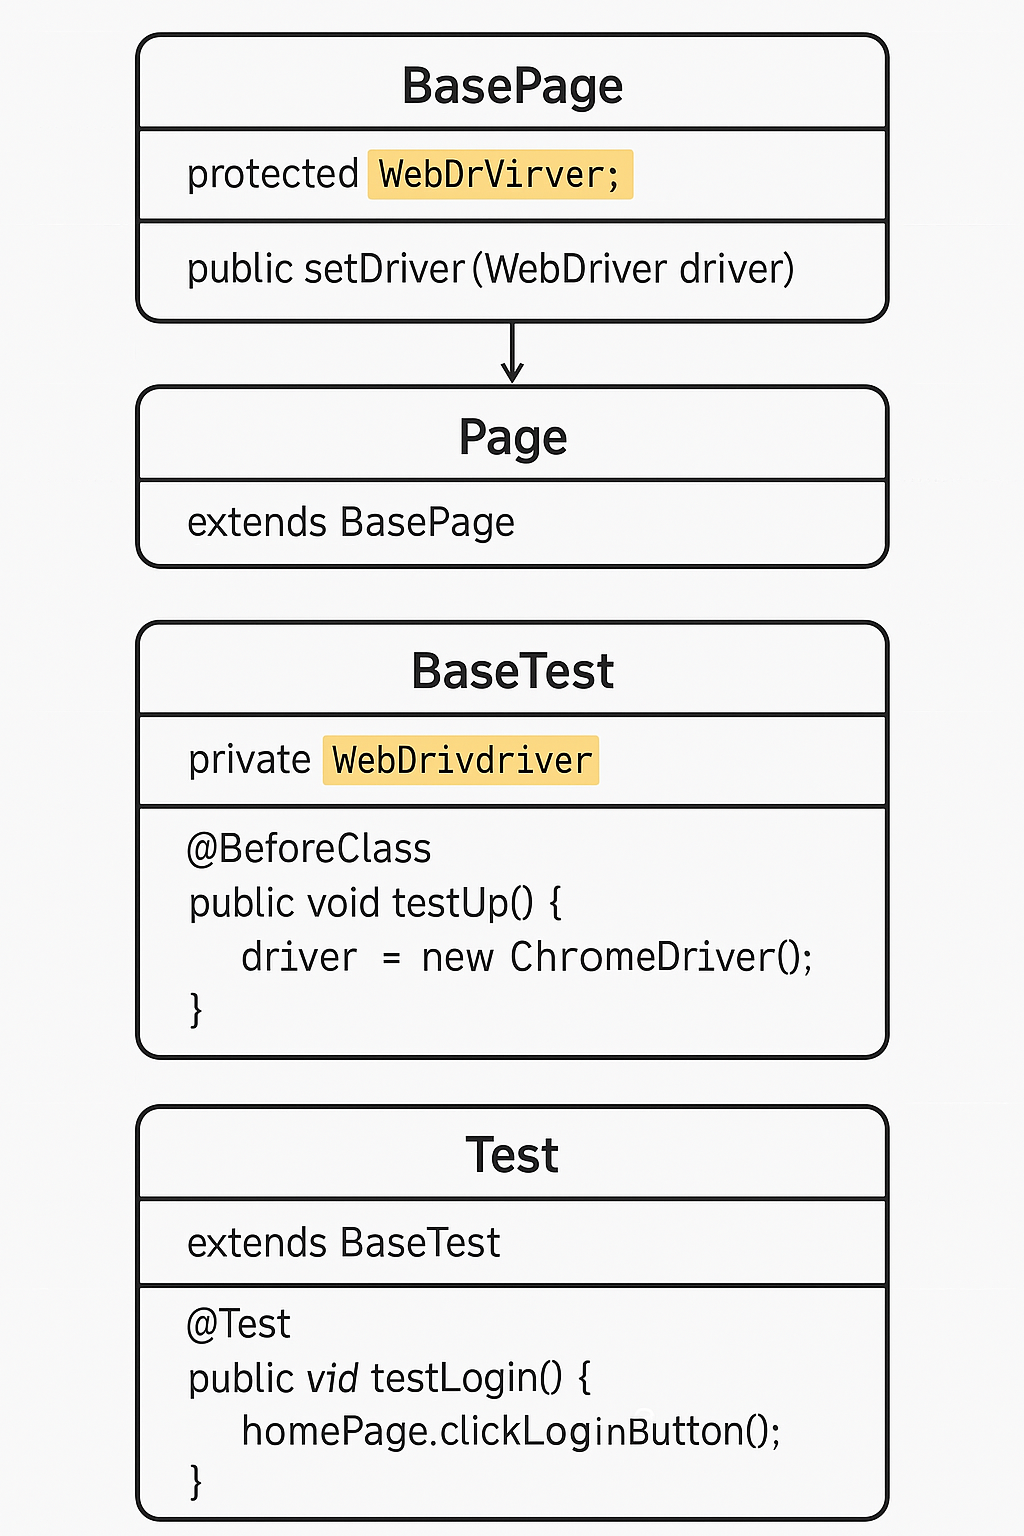 BasePage
protected WebDrVirver;
public setDriver(WebDriver driver)
Page
extends BasePage
BaseTest
private WebDrivdriver
@BeforeClass
public void testUp() {
driver = new ChromeDriver();
}
Test
extends BaseTest
@Test
public vid testLogin() {
homePage.clickLoginButton();
}